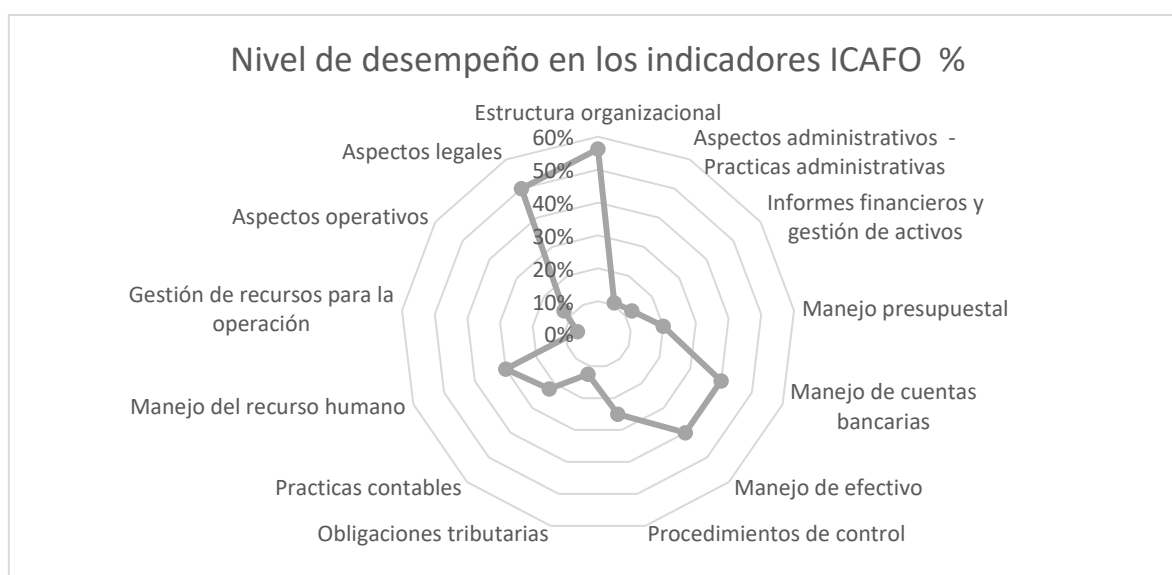 Nivel de desempeño en los indicadores ICAFO %
Estructura organizacional
Aspectos administrativos -
Practicas administrativas
Informes financieros y
gestión de activos
Manejo presupuestal
Manejo de cuentas
bancarias
Manejo de efectivo
Procedimientos de control
Obligaciones tributarias
Practicas contables
Manejo del recurso humano
Gestión de recursos para la
operación
Aspectos operativos
Aspectos legales
60%
50%
40%
30%
20%
10%
0%